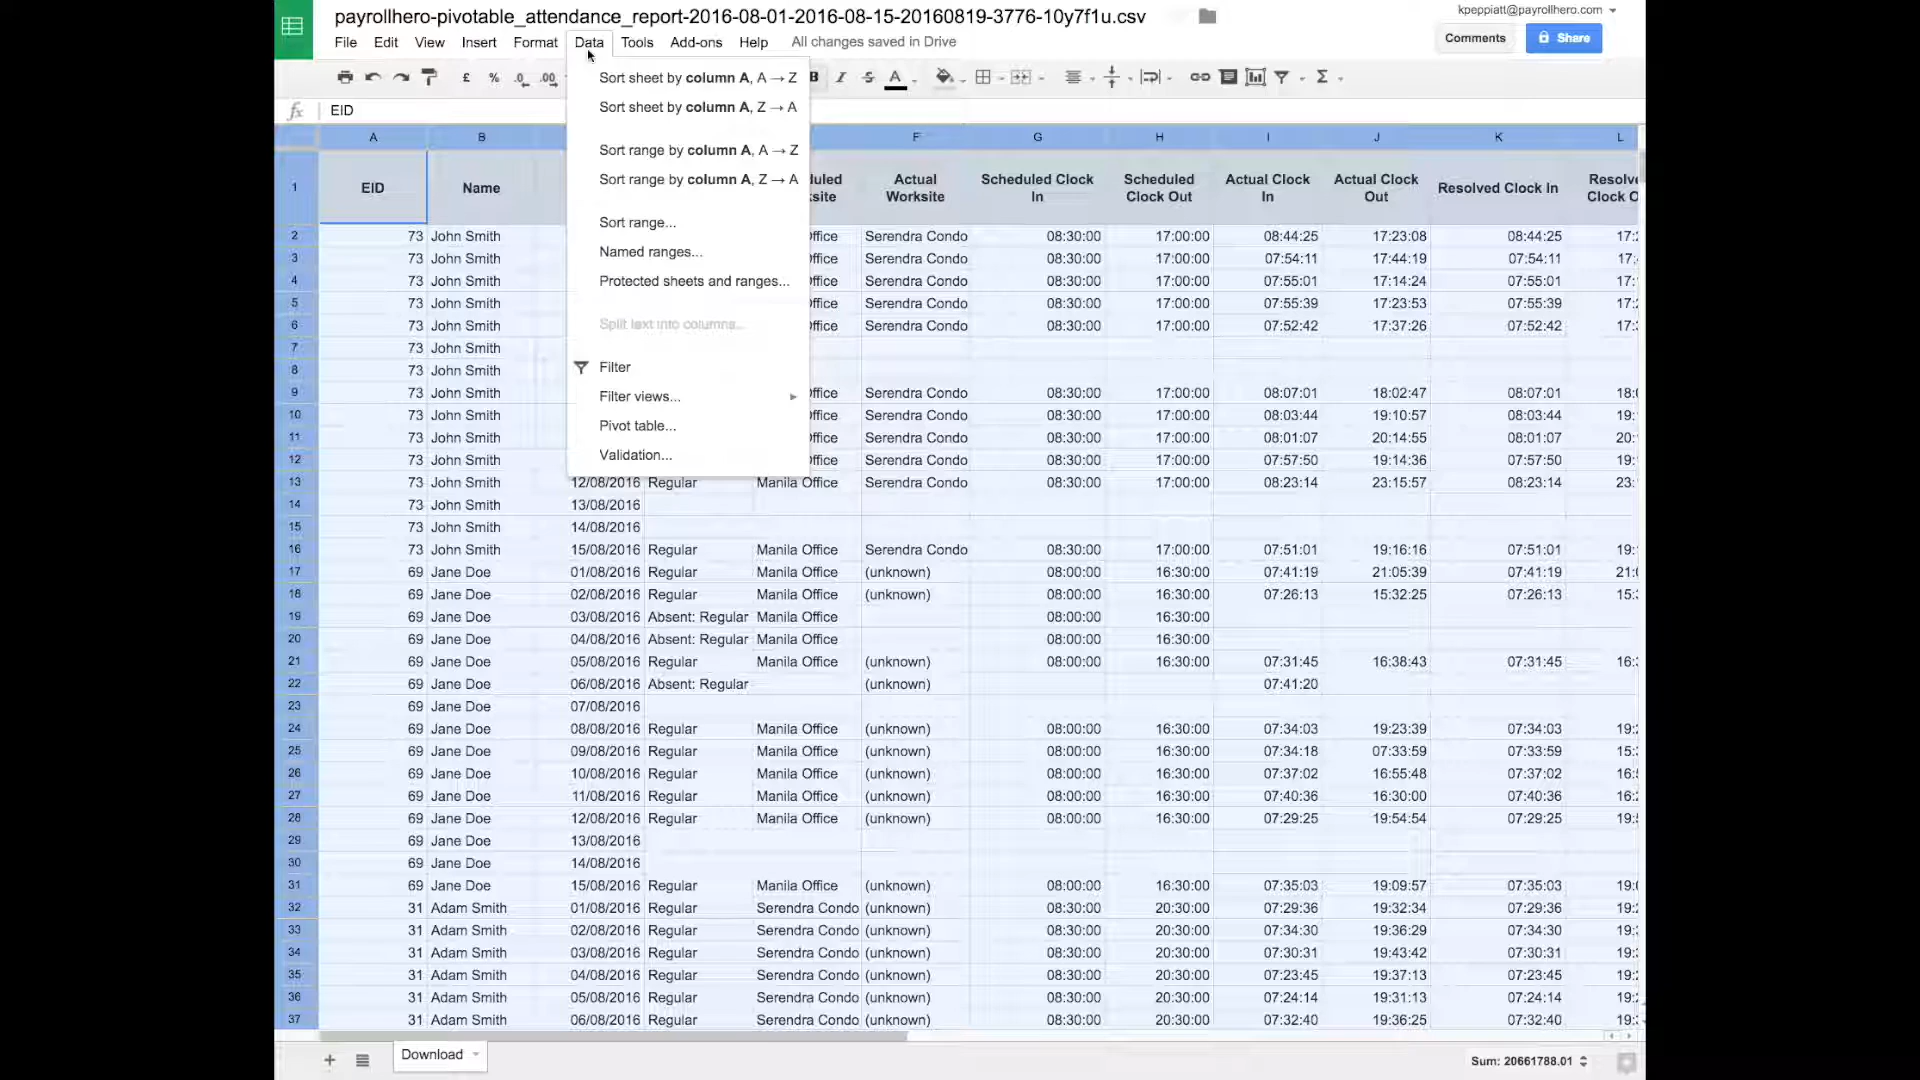 payrollhero-pivotable_attendance_report-2016-08-01-2016-08-15-20160819-3776-10y7f1u.csv
kpeppiatt@payrollhero.com
File Edit View Insert Format Data Tools Add-ons Help All changes saved in Drive
Comments Share
£ % .0 .00 B I S A Σ
fx EID
Sort sheet by column A, A → Z
Sort sheet by column A, Z → A
Sort range by column A, A → Z
Sort range by column A, Z → A
Sort range...
Named ranges...
Protected sheets and ranges...
Split text into columns...
Filter
Filter views...
Pivot table...
Validation...
A B F G H I J K L
1 EID Name Actual Worksite Scheduled Clock In Scheduled Clock Out Actual Clock In Actual Clock Out Resolved Clock In
2 73 John Smith Serendra Condo 08:30:00 17:00:00 08:44:25 17:23:08 08:44:25
3 73 John Smith Serendra Condo 08:30:00 17:00:00 07:54:11 17:44:19 07:54:11
4 73 John Smith Serendra Condo 08:30:00 17:00:00 07:55:01 17:14:24 07:55:01
5 73 John Smith Serendra Condo 08:30:00 17:00:00 07:55:39 17:23:53 07:55:39
6 73 John Smith Serendra Condo 08:30:00 17:00:00 07:52:42 17:37:26 07:52:42
7 73 John Smith
8 73 John Smith
9 73 John Smith Serendra Condo 08:30:00 17:00:00 08:07:01 18:02:47 08:07:01
10 73 John Smith Serendra Condo 08:30:00 17:00:00 08:03:44 19:10:57 08:03:44
11 73 John Smith Serendra Condo 08:30:00 17:00:00 08:01:07 20:14:55 08:01:07
12 73 John Smith Serendra Condo 08:30:00 17:00:00 07:57:50 19:14:36 07:57:50
13 73 John Smith 12/08/2016 Regular Manila Office Serendra Condo 08:30:00 17:00:00 08:23:14 23:15:57 08:23:14
14 73 John Smith 13/08/2016
15 73 John Smith 14/08/2016
16 73 John Smith 15/08/2016 Regular Manila Office Serendra Condo 08:30:00 17:00:00 07:51:01 19:16:16 07:51:01
17 69 Jane Doe 01/08/2016 Regular Manila Office (unknown) 08:00:00 16:30:00 07:41:19 21:05:39 07:41:19
18 69 Jane Doe 02/08/2016 Regular Manila Office (unknown) 08:00:00 16:30:00 07:26:13 15:32:25 07:26:13
19 69 Jane Doe 03/08/2016 Absent: Regular Manila Office 08:00:00 16:30:00
20 69 Jane Doe 04/08/2016 Absent: Regular Manila Office 08:00:00 16:30:00
21 69 Jane Doe 05/08/2016 Regular Manila Office (unknown) 08:00:00 16:30:00 07:31:45 16:38:43 07:31:45
22 69 Jane Doe 06/08/2016 Absent: Regular (unknown) 07:41:20
23 69 Jane Doe 07/08/2016
24 69 Jane Doe 08/08/2016 Regular Manila Office (unknown) 08:00:00 16:30:00 07:34:03 19:23:39 07:34:03
25 69 Jane Doe 09/08/2016 Regular Manila Office (unknown) 08:00:00 16:30:00 07:34:18 07:33:59 07:33:59
26 69 Jane Doe 10/08/2016 Regular Manila Office (unknown) 08:00:00 16:30:00 07:37:02 16:55:48 07:37:02
27 69 Jane Doe 11/08/2016 Regular Manila Office (unknown) 08:00:00 16:30:00 07:40:36 16:30:00 07:40:36
28 69 Jane Doe 12/08/2016 Regular Manila Office (unknown) 08:00:00 16:30:00 07:29:25 19:54:54 07:29:25
29 69 Jane Doe 13/08/2016
30 69 Jane Doe 14/08/2016
31 69 Jane Doe 15/08/2016 Regular Manila Office (unknown) 08:00:00 16:30:00 07:35:03 19:09:57 07:35:03
32 31 Adam Smith 01/08/2016 Regular Serendra Condo (unknown) 08:30:00 20:30:00 07:29:36 19:32:34 07:29:36
33 31 Adam Smith 02/08/2016 Regular Serendra Condo (unknown) 08:30:00 20:30:00 07:34:30 19:36:29 07:34:30
34 31 Adam Smith 03/08/2016 Regular Serendra Condo (unknown) 08:30:00 20:30:00 07:30:31 19:43:42 07:30:31
35 31 Adam Smith 04/08/2016 Regular Serendra Condo (unknown) 08:30:00 20:30:00 07:23:45 19:37:13 07:23:45
36 31 Adam Smith 05/08/2016 Regular Serendra Condo (unknown) 08:30:00 20:30:00 07:24:14 19:31:13 07:24:14
37 31 Adam Smith 06/08/2016 Regular Serendra Condo (unknown) 08:30:00 20:30:00 07:32:40 19:36:25 07:32:40
Download
Sum: 20661788.01